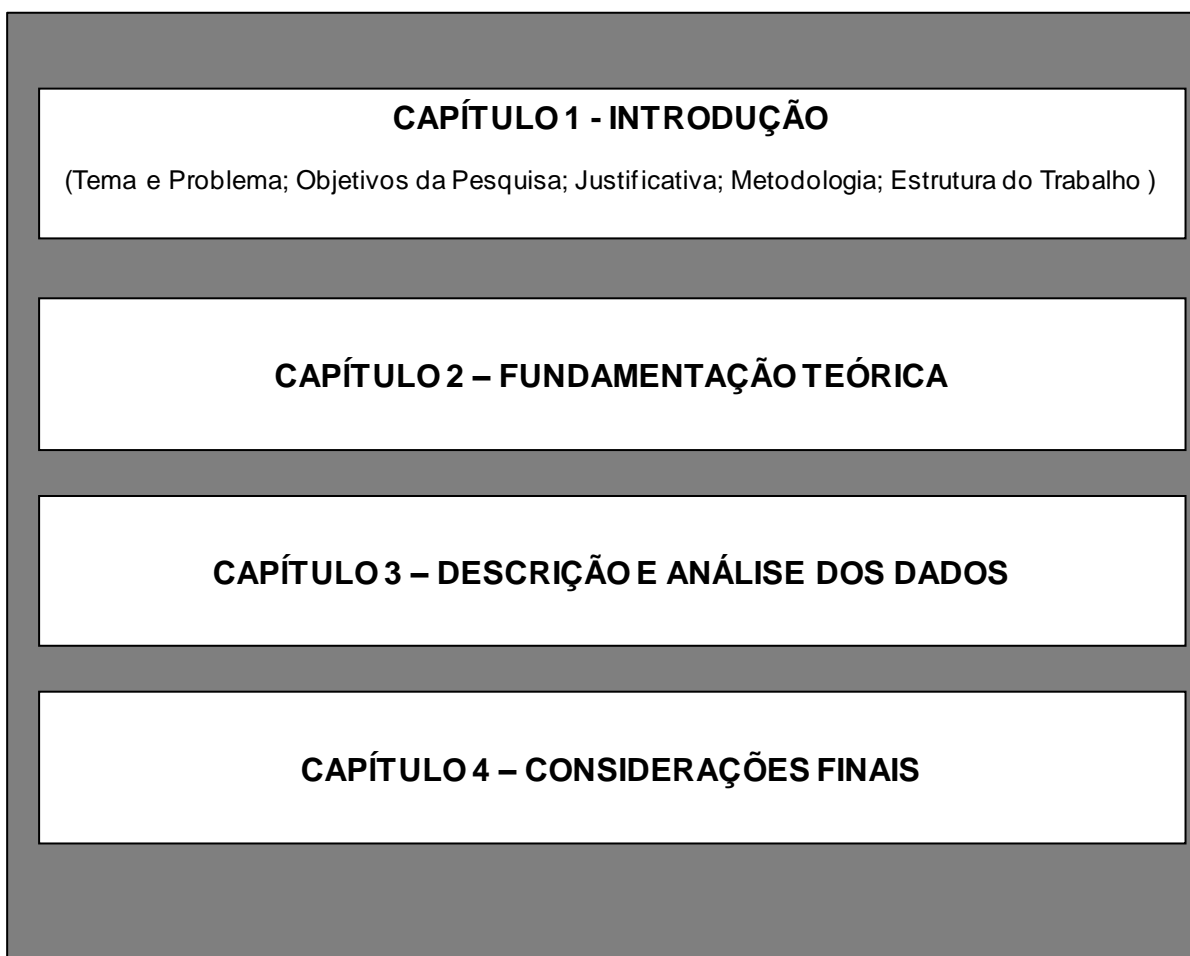 CAPÍTULO 1 - INTRODUÇÃO
(Tema e Problema; Objetivos da Pesquisa; Justificativa; Metodologia; Estrutura do Trabalho )
CAPÍTULO 2 – FUNDAMENTAÇÃO TEÓRICA
CAPÍTULO 3 – DESCRIÇÃO E ANÁLISE DOS DADOS
CAPÍTULO 4 – CONSIDERAÇÕES FINAIS